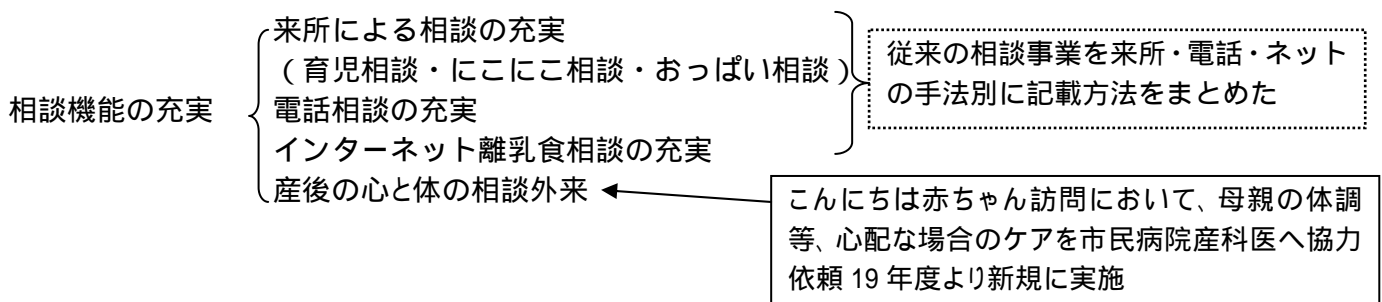 相談機能の充実
来所による相談の充実
(育児相談・にこにこ相談・おっぱい相談)
電話相談の充実
インターネット離乳食相談の充実
産後の心と体の相談外来
従来の相談事業を来所・電話・ネット
の手法別に記載方法をまとめた
こんにちは赤ちゃん訪問において、母親の体調
等、心配な場合のケアを市民病院産科医へ協力
依頼 19 年度より新規に実施